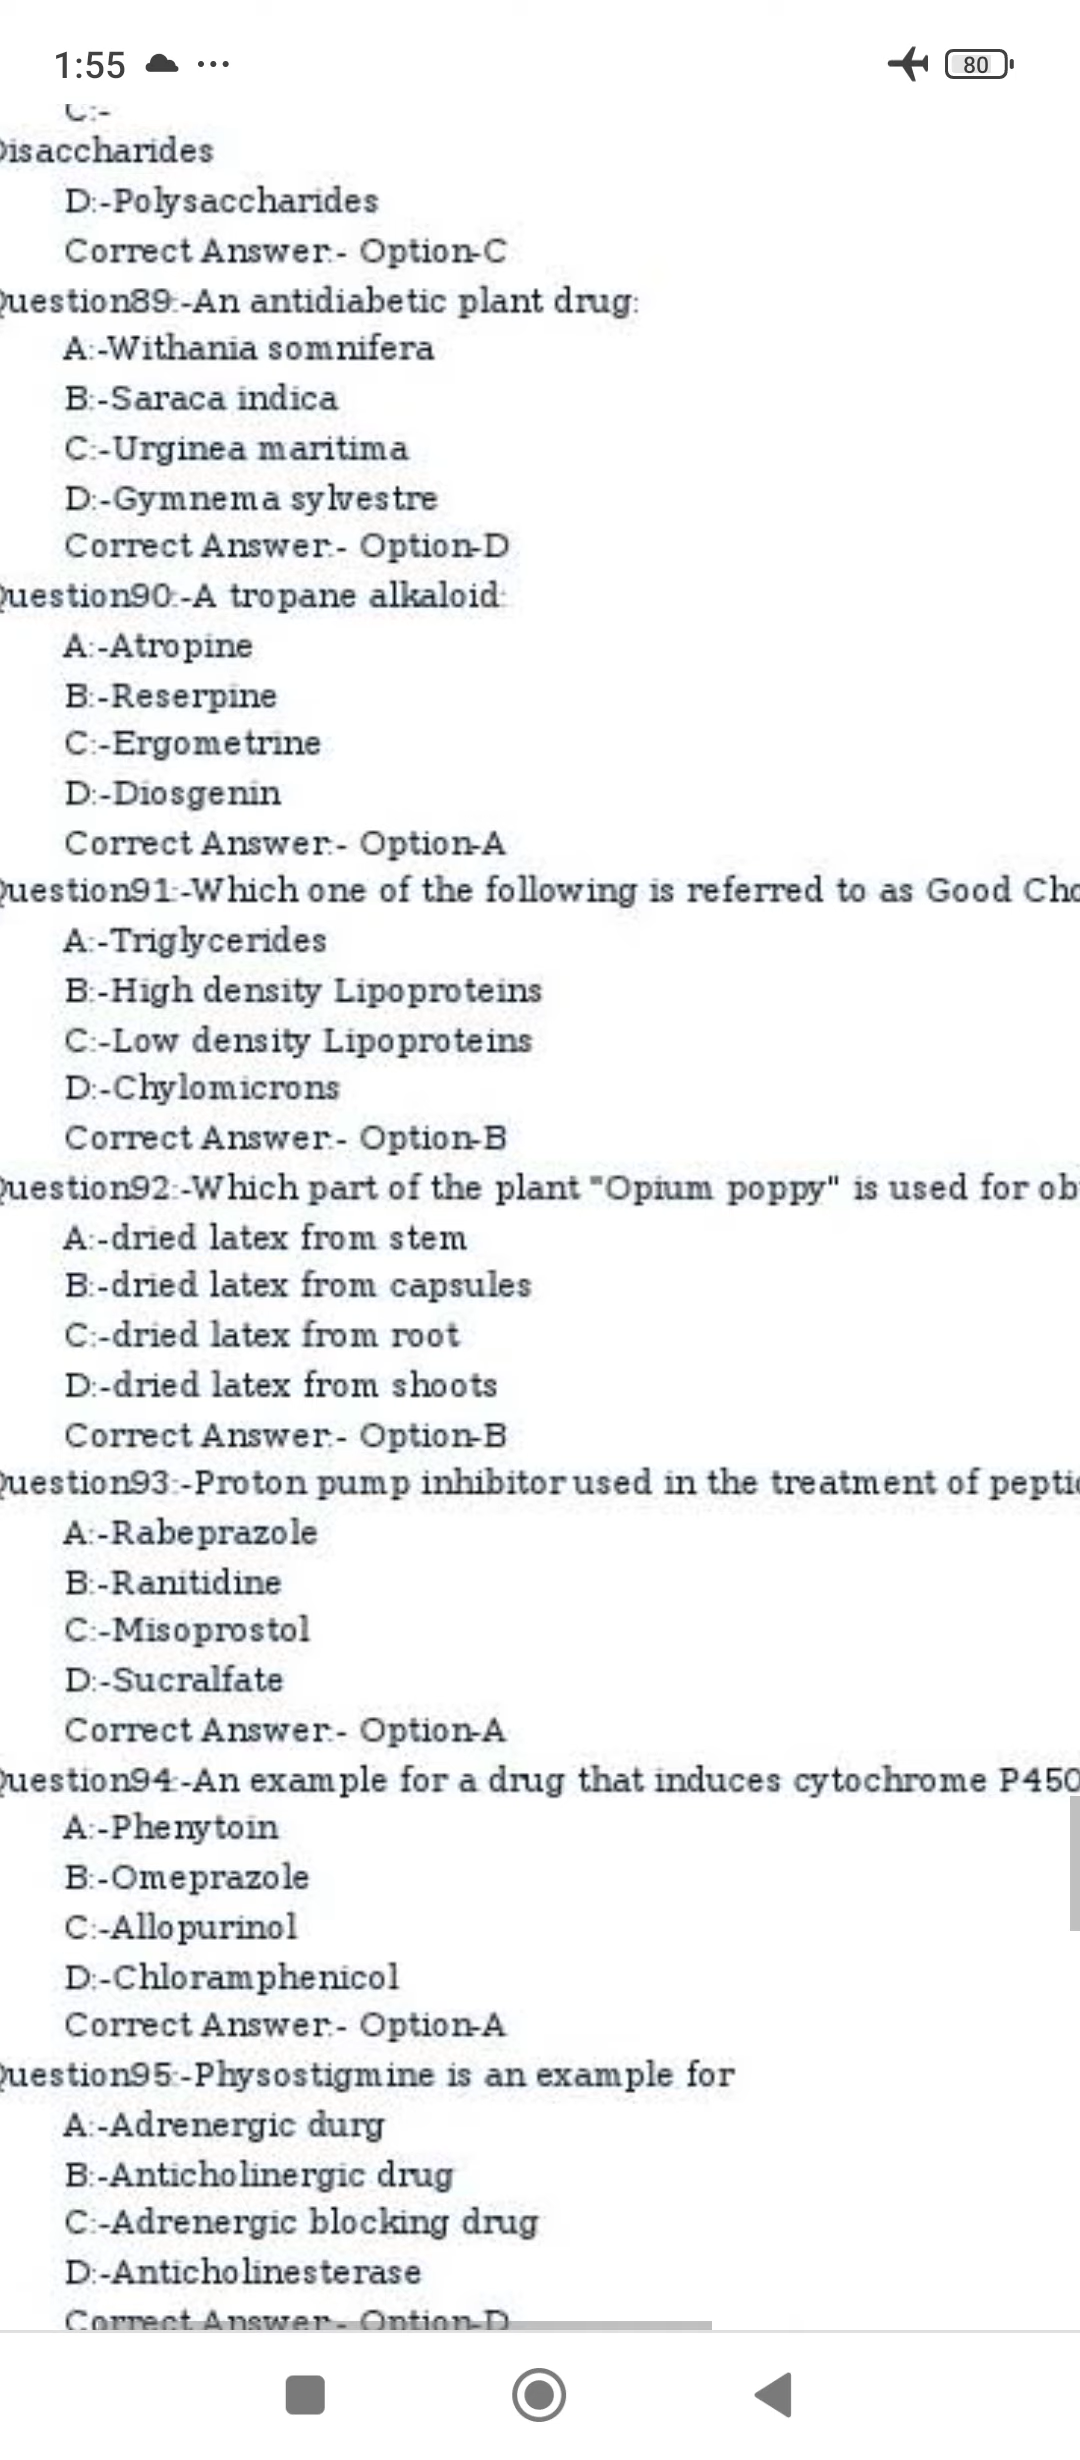 1:55 ...
80
C:-
Disaccharides
D:-Polysaccharides
Correct Answer:- Option-C
Question89:-An antidiabetic plant drug:
A:-Withania somnifera
B:-Saraca indica
C:-Urginea maritima
D:-Gymnema sylvestre
Correct Answer:- Option-D
Question90:-A tropane alkaloid:
A:-Atropine
B:-Reserpine
C:-Ergometrine
D:-Diosgenin
Correct Answer:- Option-A
Question91:-Which one of the following is referred to as Good Cho
A:-Triglycerides
B:-High density Lipoproteins
C:-Low density Lipoproteins
D:-Chylomicrons
Correct Answer:- Option-B
Question92:-Which part of the plant "Opium poppy" is used for ob
A:-dried latex from stem
B:-dried latex from capsules
C:-dried latex from root
D:-dried latex from shoots
Correct Answer:- Option-B
Question93:-Proton pump inhibitor used in the treatment of peptic
A:-Rabeprazole
B:-Ranitidine
C:-Misoprostol
D:-Sucralfate
Correct Answer:- Option-A
Question94:-An example for a drug that induces cytochrome P450
A:-Phenytoin
B:-Omeprazole
C:-Allopurinol
D:-Chloramphenicol
Correct Answer:- Option-A
Question95:-Physostigmine is an example for
A:-Adrenergic durg
B:-Anticholinergic drug
C:-Adrenergic blocking drug
D:-Anticholinesterase
Correct Answer:- Option-D